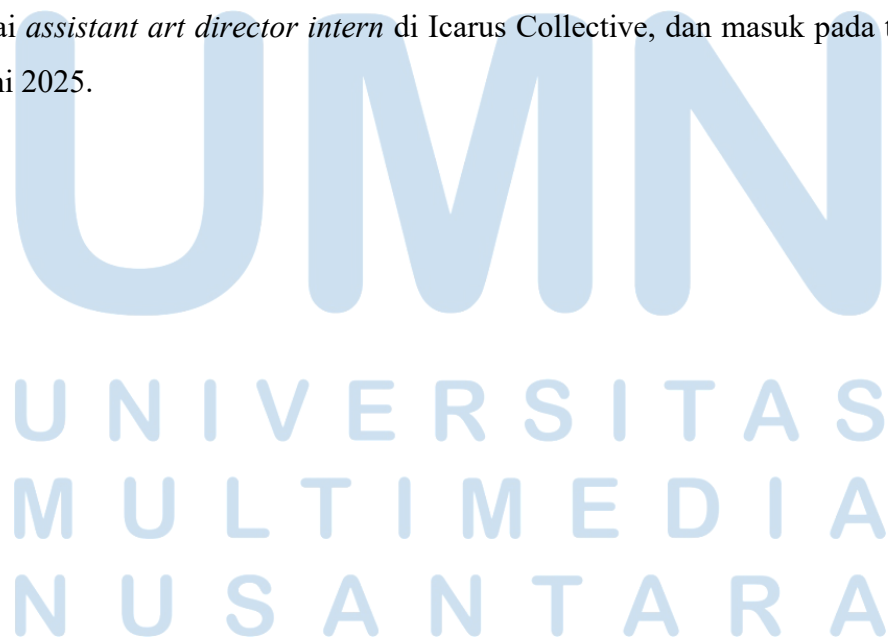 ai assistant art director intern di Icarus Collective, dan masuk pada t
ni 2025.
UMN
UNIVERSITAS
MULTIMEDIA
NUSANTARA